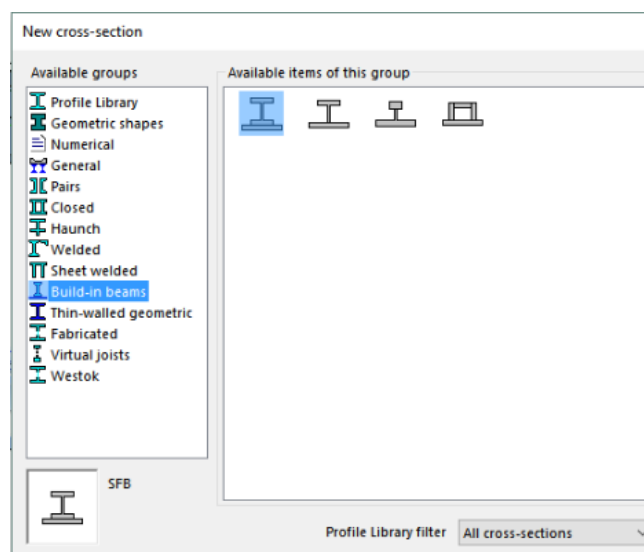 New cross-section
Available groups
Available items of this group
Profile Library
Geometric shapes
Numerical
General
Pairs
Closed
Haunch
Welded
Sheet welded
Build-in beams
Thin-walled geometric
Fabricated
Virtual joists
Westok
SFB
Profile Library filter
All cross-sections